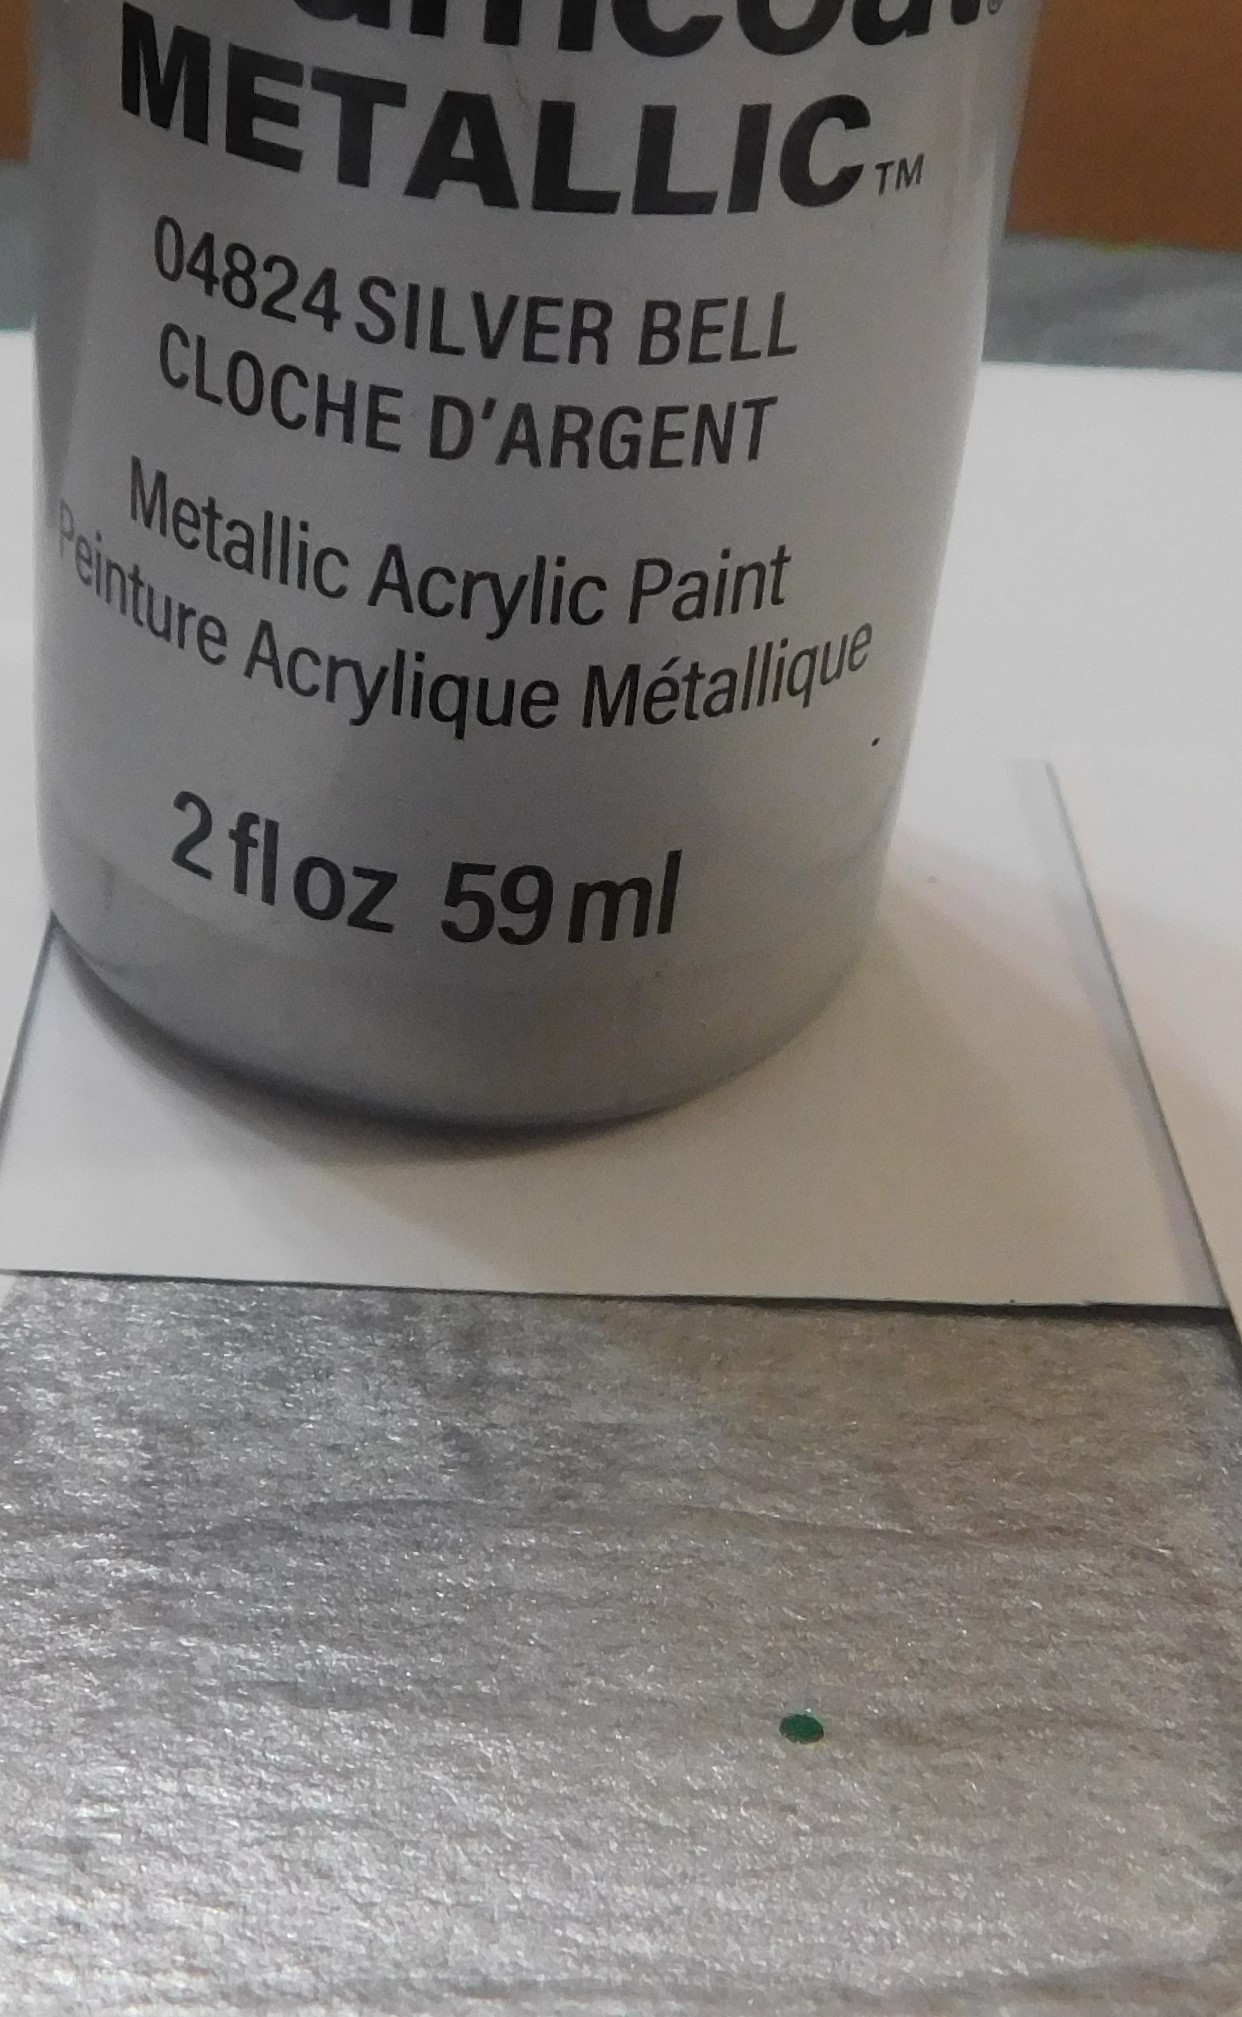 METALLIC™
04824 SILVER BELL
CLOCHE D'ARGENT
Metallic Acrylic Paint
Peinture Acrylique Métallique
2 fl oz 59 ml